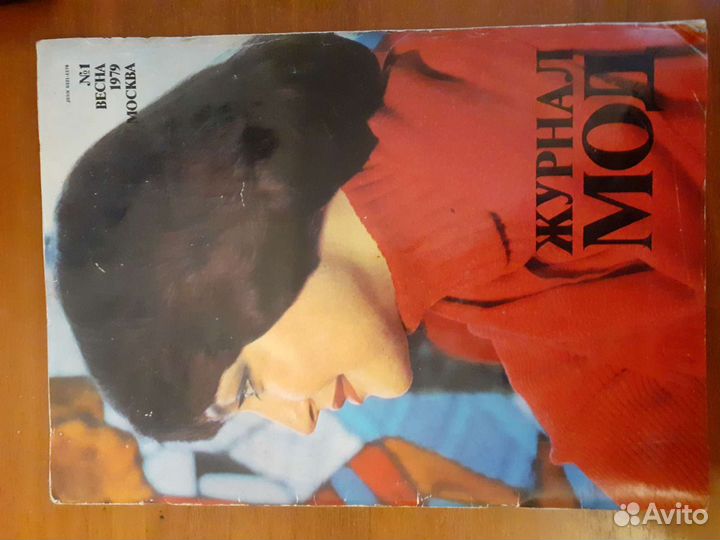 №1
ВЕСНА
1979
МОСКВА
ЖУРНАЛ
МОД
Avito